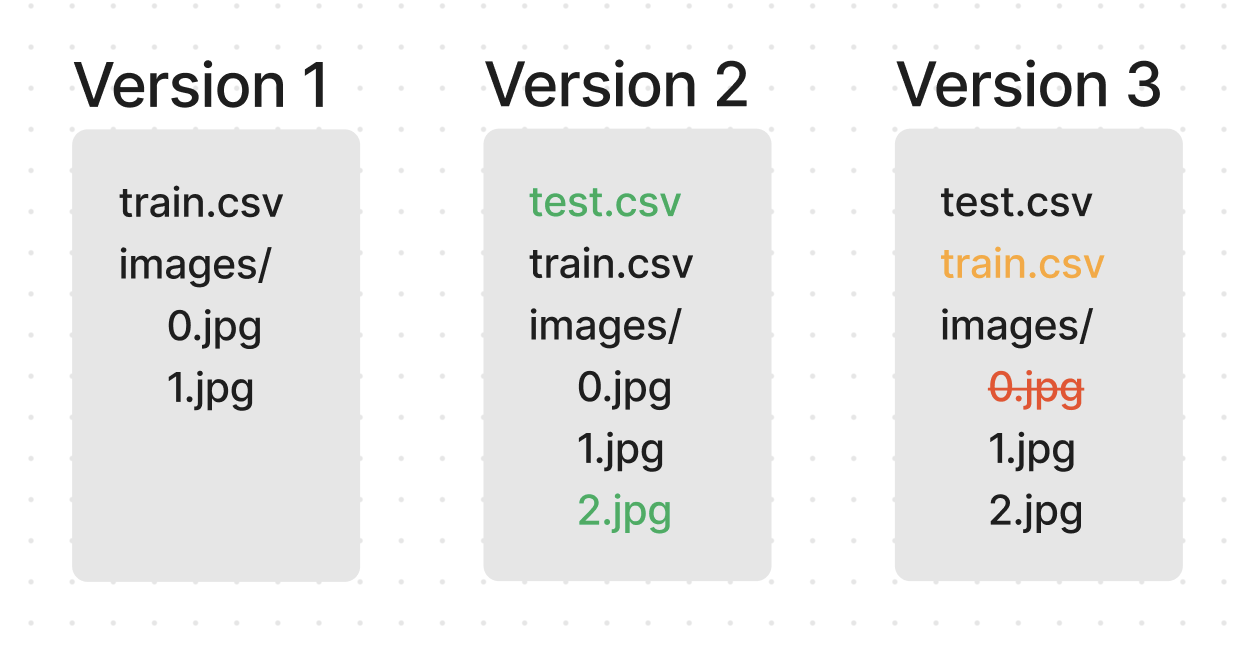 Version 1
train.csv
images/
0.jpg
1.jpg
Version 2
test.csv
train.csv
images/
0.jpg
1.jpg
2.jpg
Version 3
test.csv
train.csv
images/
0.jpg
1.jpg
2.jpg